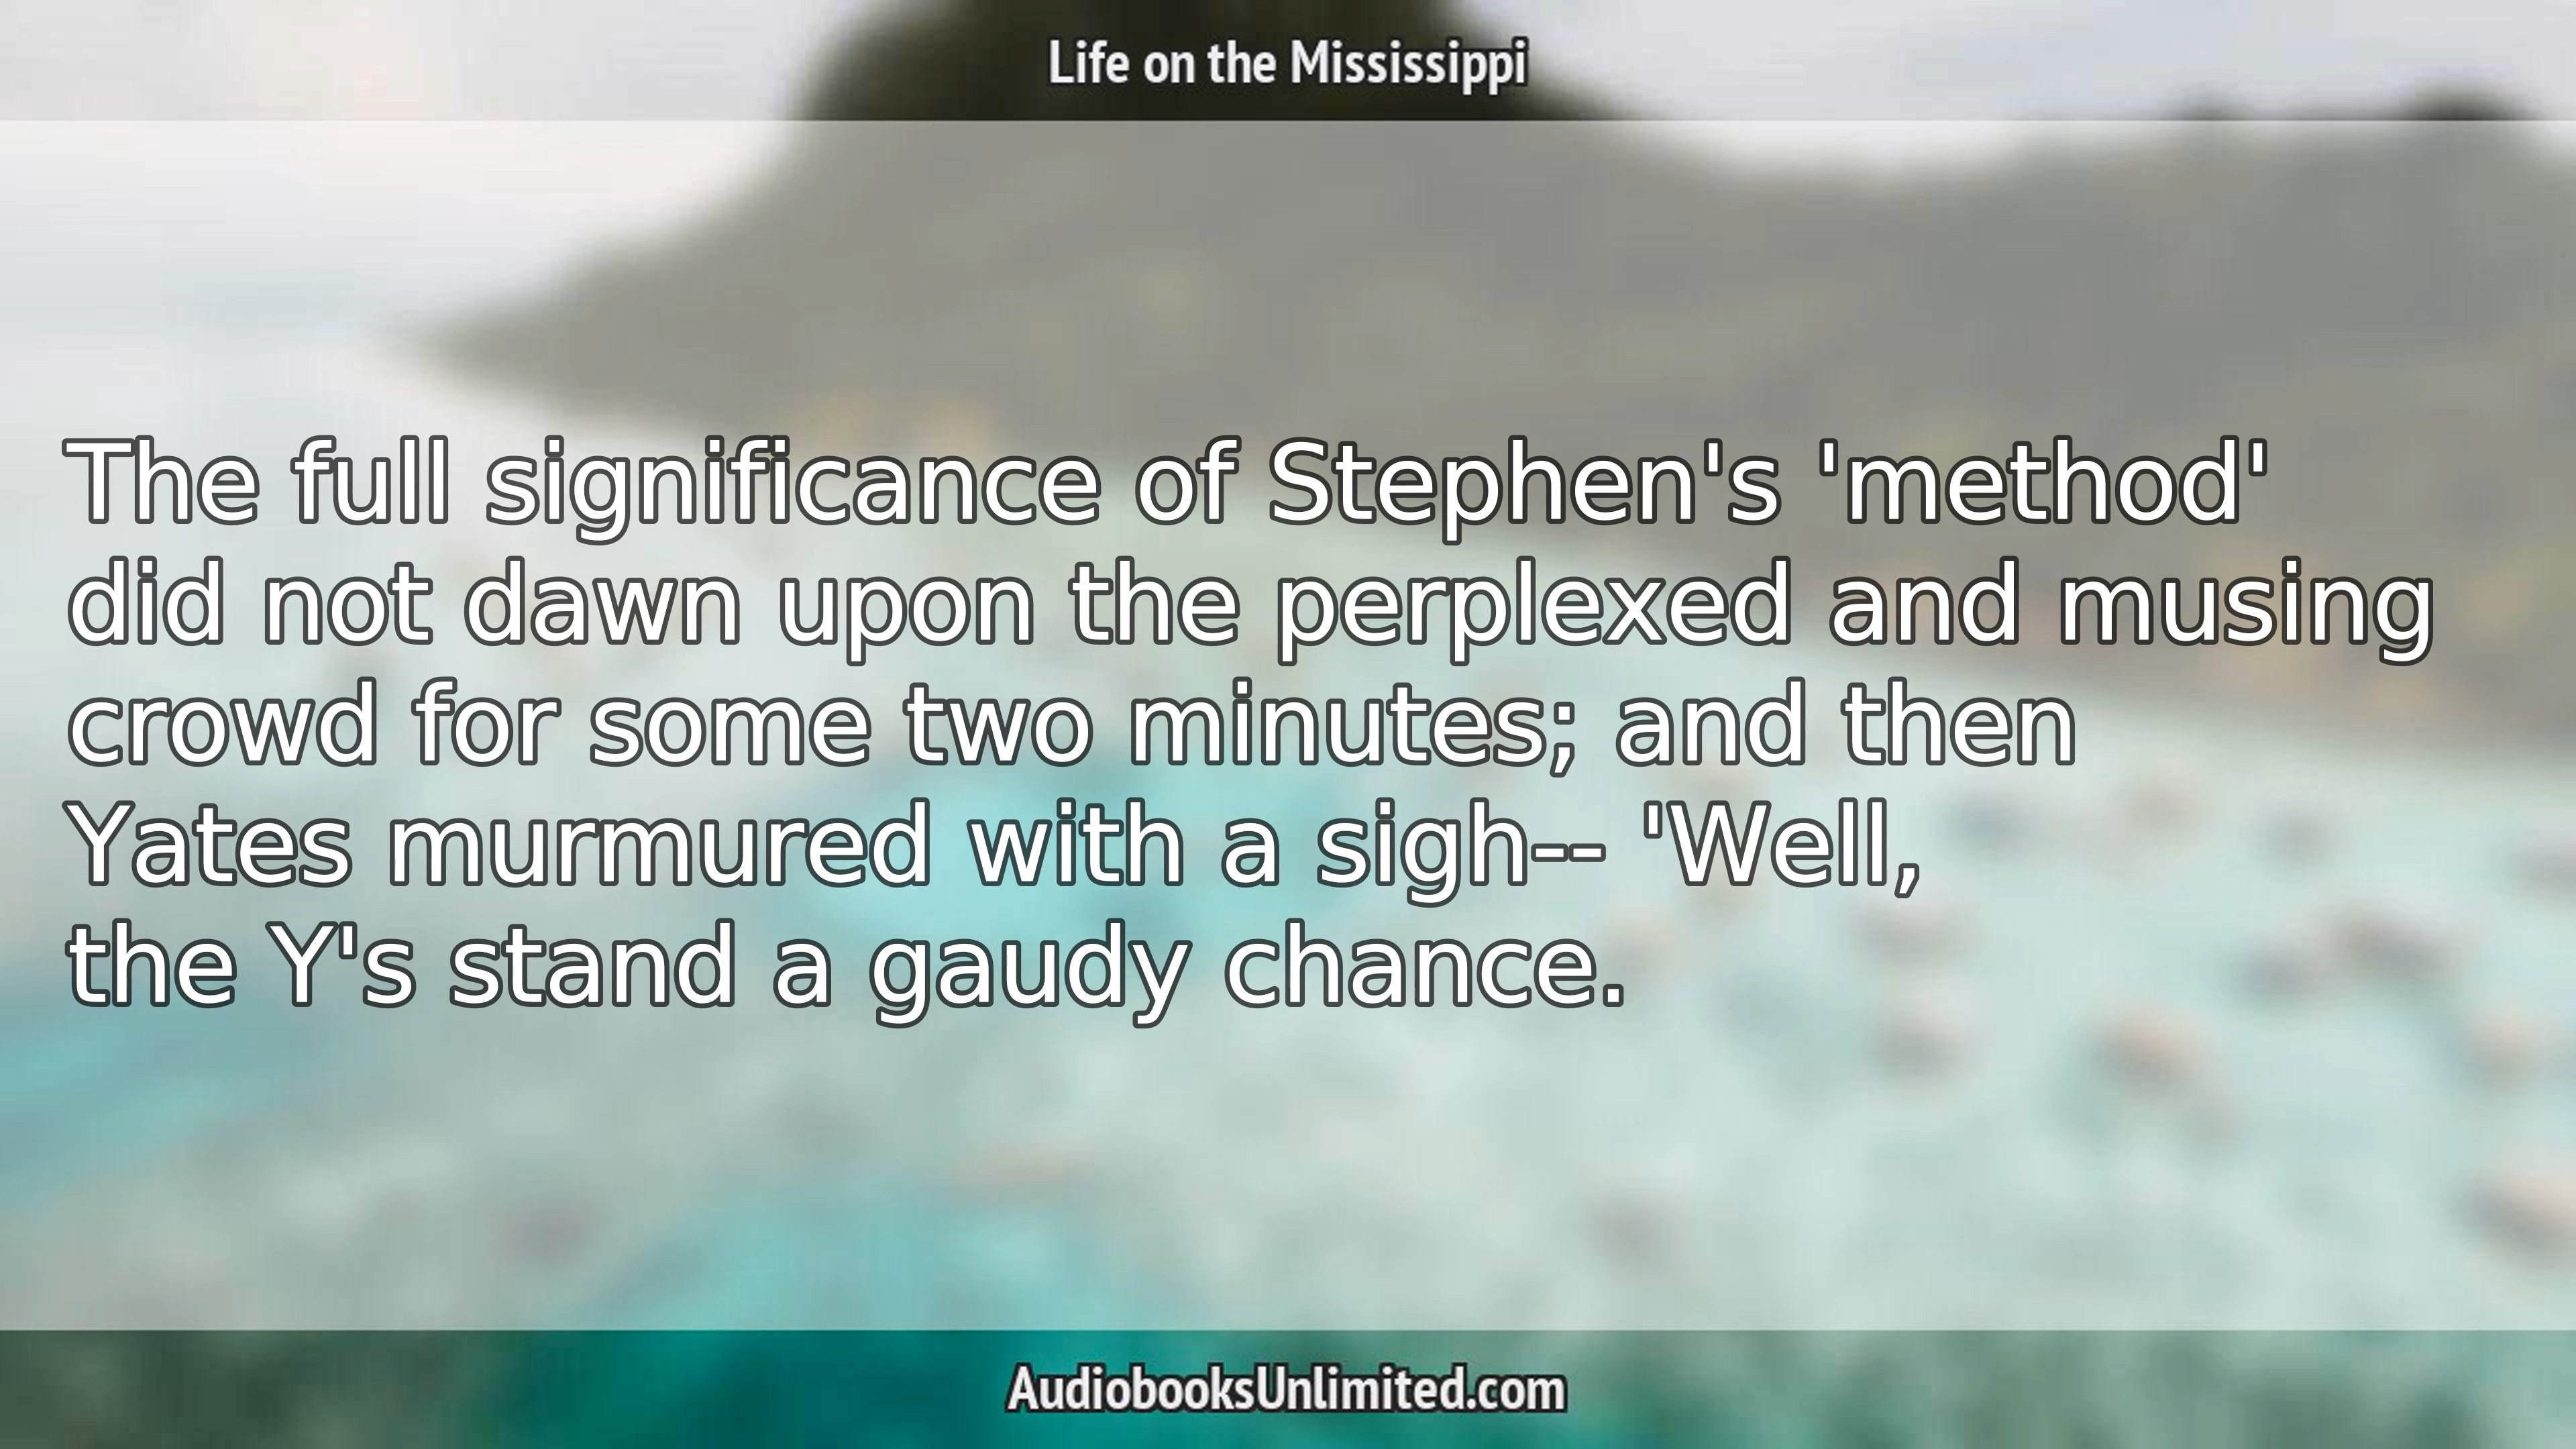 Life on the Mississippi
The full significance of Stephen's 'method'
did not dawn upon the perplexed and musing
crowd for some two minutes; and then
Yates murmured with a sigh-- 'Well,
the Y's stand a gaudy chance.
AudiobooksUnlimited.com